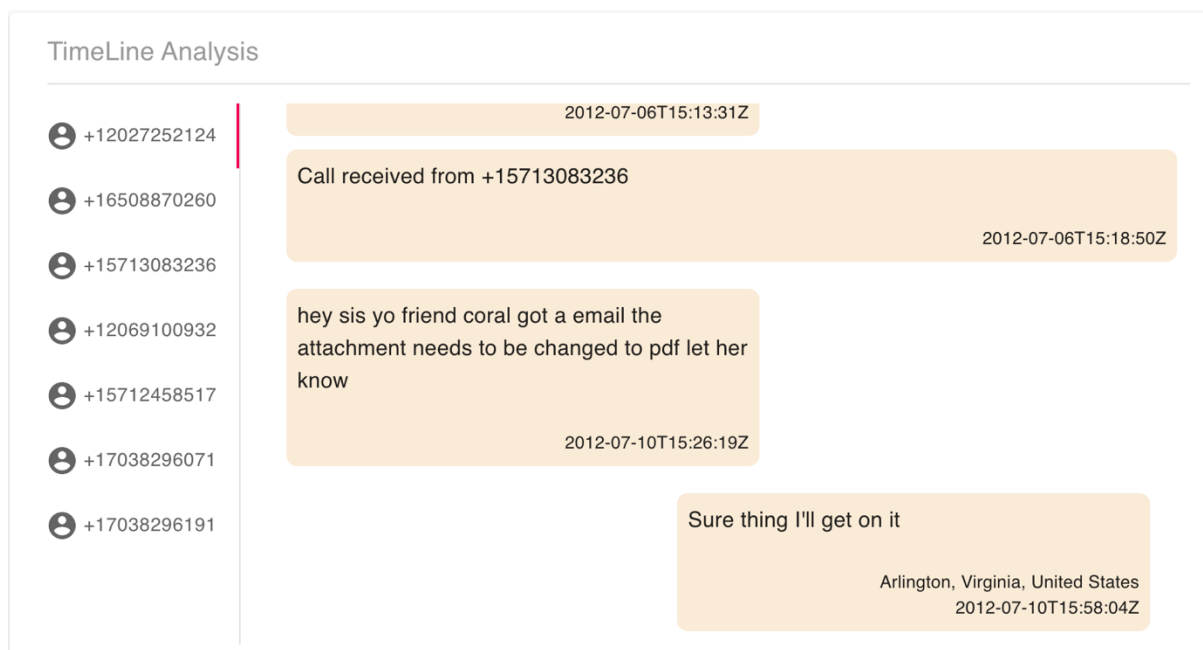 TimeLine Analysis
+12027252124
+16508870260
+15713083236
+12069100932
+15712458517
+17038296071
+17038296191
2012-07-06T15:13:31Z
Call received from +15713083236
2012-07-06T15:18:50Z
hey sis yo friend coral got a email the
attachment needs to be changed to pdf let her
know
2012-07-10T15:26:19Z
Sure thing I'll get on it
Arlington, Virginia, United States
2012-07-10T15:58:04Z